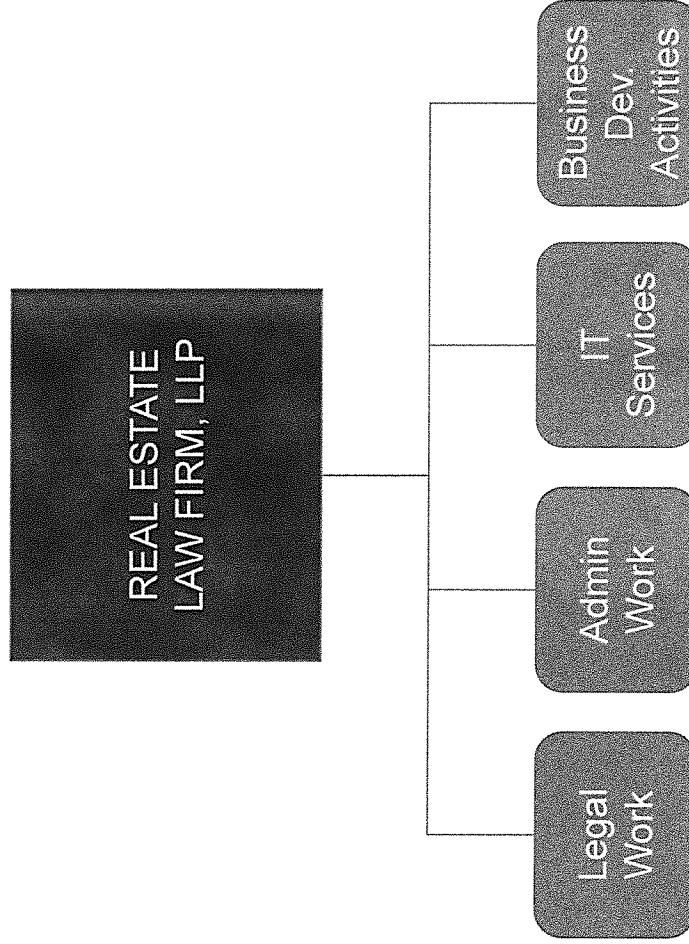 REAL ESTATE
LAW FIRM, LLP
Legal
Work
Admin
Work
IT
Services
Business
Dev.
Activities